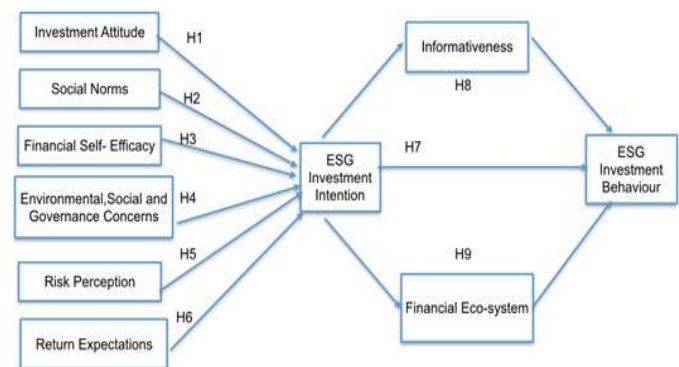 Investment Attitude
H1
Social Norms
H2
Financial Self- Efficacy
H3
Environmental,Social and
Governance Concerns
H4
Risk Perception
H5
Return Expectations
H6
ESG
Investment
Intention
Informativeness
H8
H7
H9
Financial Eco-system
ESG
Investment
Behaviour